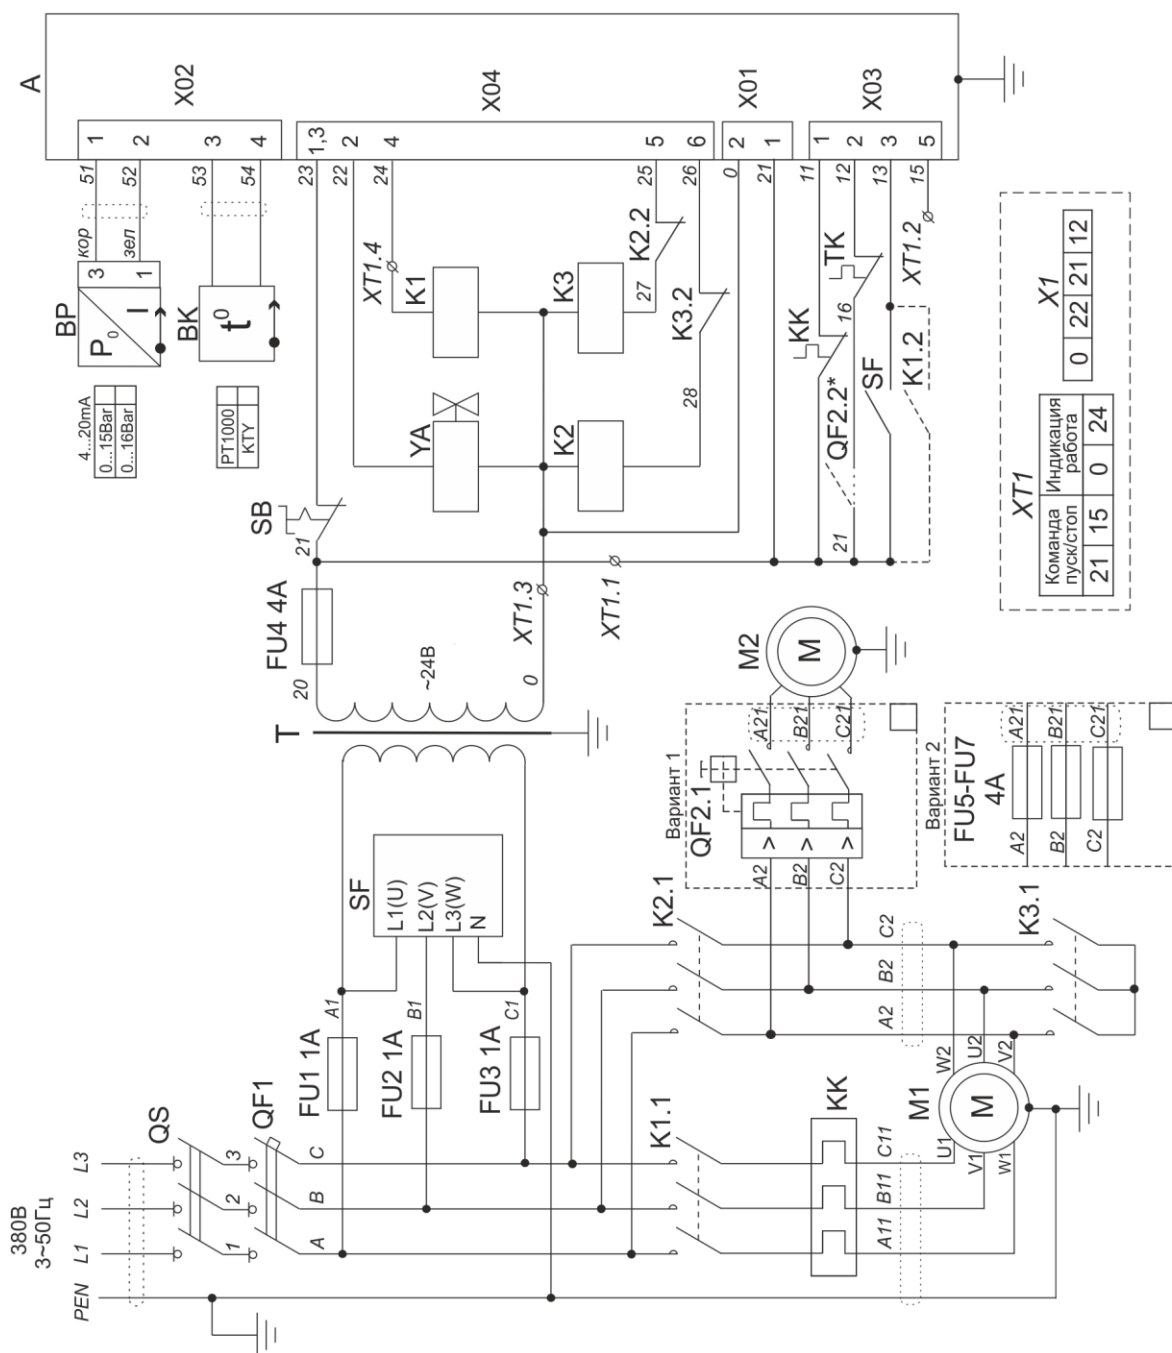 380В
3~50Гц
PEN
L1
L2
L3
QS
1
2
3
QF1
A
B
C
FU1 1A
A1
FU2 1A
B1
FU3 1A
C1
SF
L1(U)
L2(V)
L3(W)
N
T
~24В
20
0
FU4 4A
21
SB
XT1.3
XT1.1
4...20mA
0...15Bar
0...16Bar
PT1000
KTY
BP
P0
I
3
1
кор
зел
BK
t0
51
52
53
54
A
X02
1
2
3
4
X04
1,3
2
4
5
6
X01
2
1
X03
1
2
3
5
23
22
24
25
26
0
21
11
12
13
15
XT1.4
K1
YA
K3
K2
27
28
K2.2
K3.2
KK
TK
16
QF2.2*
21
SF
K1.2
XT1.2
XT1
Команда
пуск/стоп
Индикация
работа
21 15 0 24
X1
0 22 21 12
K1.1
KK
A11
B11
C11
U1
V1
W1
M1
M
W2
U2
V2
K2.1
A2
B2
C2
K3.1
Вариант 1
QF2.1
A2
B2
C2
>
>
>
A21
B21
C21
M2
M
Вариант 2
FU5-FU7
4A
A2
B2
C2
A21
B21
C21